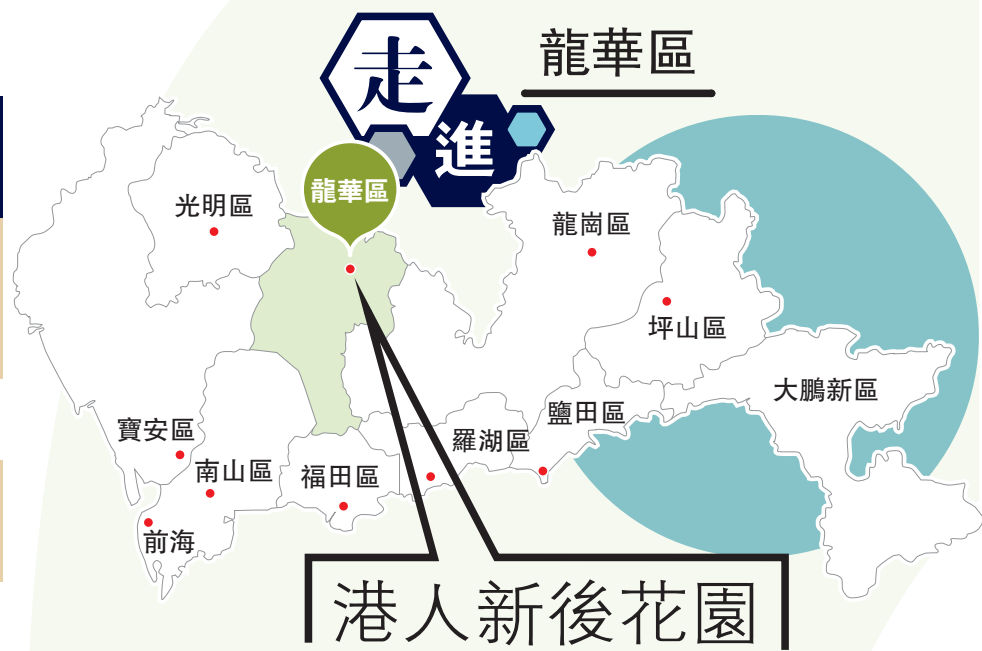 走進
龍華區
龍華區
光明區
龍崗區
坪山區
大鵬新區
鹽田區
羅湖區
寶安區
南山區
福田區
前海
港人新後花園